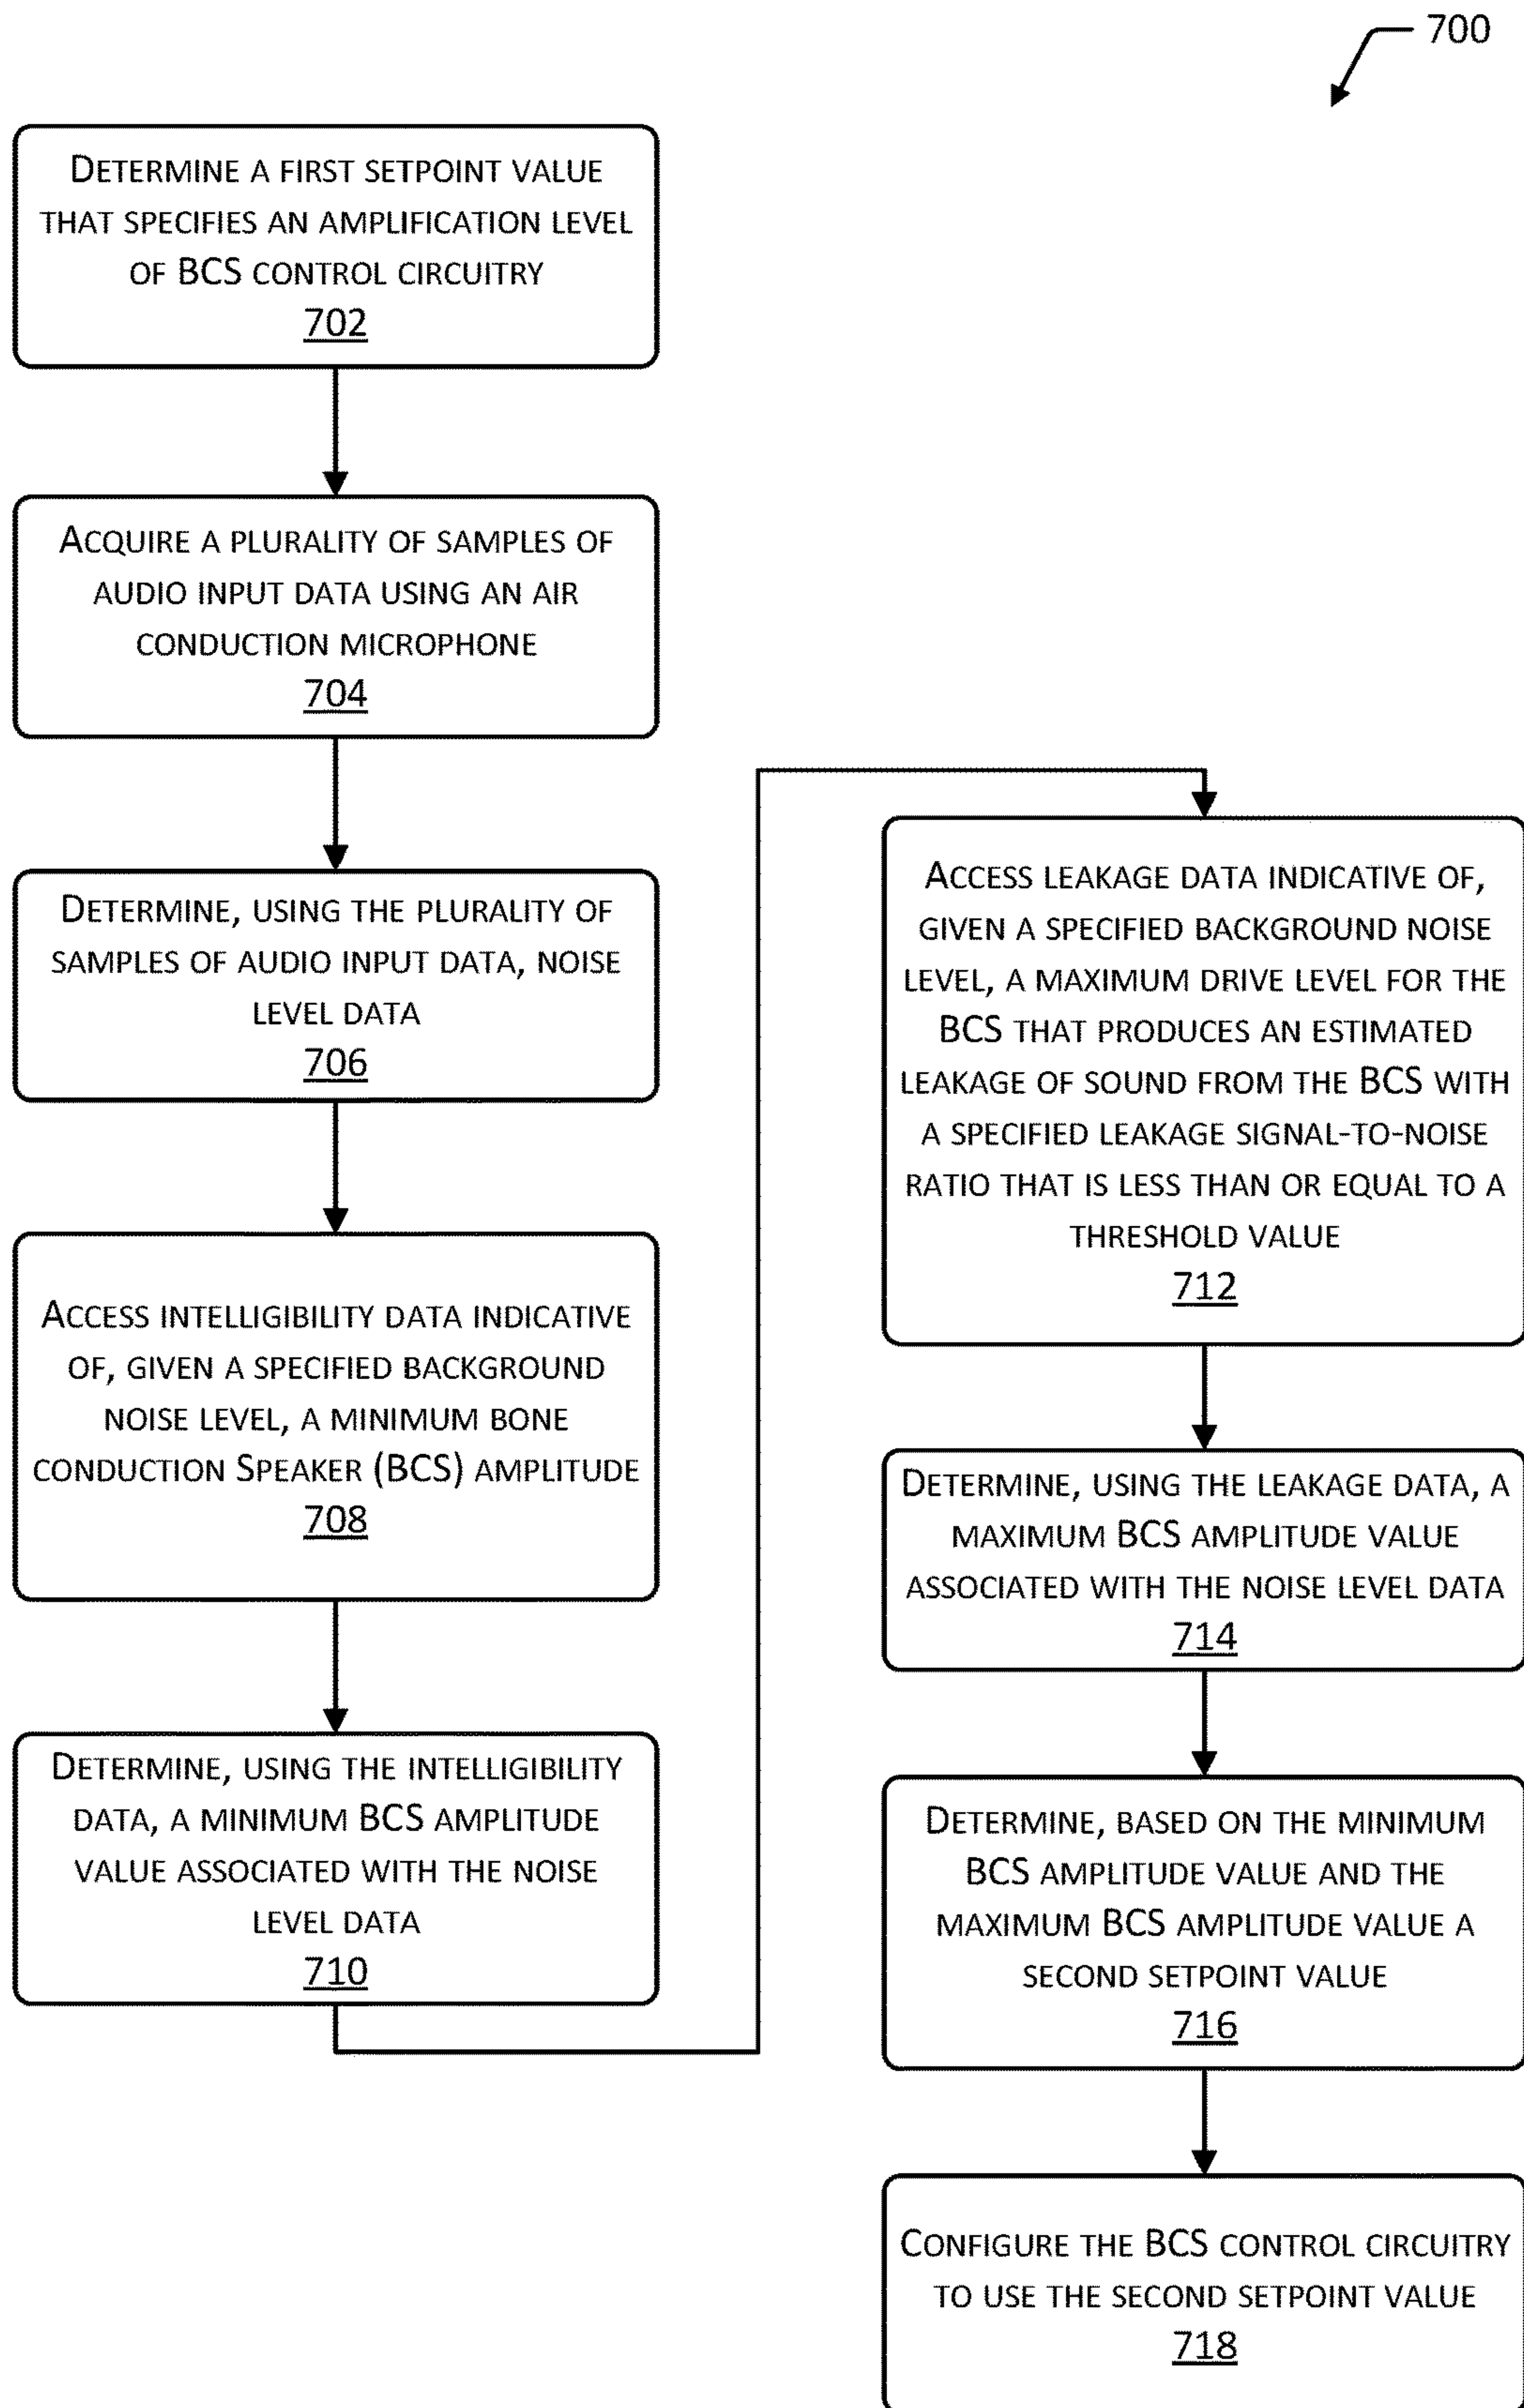 700
DETERMINE A FIRST SETPOINT VALUE
THAT SPECIFIES AN AMPLIFICATION LEVEL
OF BCS CONTROL CIRCUITRY
702
ACQUIRE A PLURALITY OF SAMPLES OF
AUDIO INPUT DATA USING AN AIR
CONDUCTION MICROPHONE
704
DETERMINE, USING THE PLURALITY OF
SAMPLES OF AUDIO INPUT DATA, NOISE
LEVEL DATA
706
ACCESS INTELLIGIBILITY DATA INDICATIVE
OF, GIVEN A SPECIFIED BACKGROUND
NOISE LEVEL, A MINIMUM BONE
CONDUCTION SPEAKER (BCS) AMPLITUDE
708
DETERMINE, USING THE INTELLIGIBILITY
DATA, A MINIMUM BCS AMPLITUDE
VALUE ASSOCIATED WITH THE NOISE
LEVEL DATA
710
ACCESS LEAKAGE DATA INDICATIVE OF,
GIVEN A SPECIFIED BACKGROUND NOISE
LEVEL, A MAXIMUM DRIVE LEVEL FOR THE
BCS THAT PRODUCES AN ESTIMATED
LEAKAGE OF SOUND FROM THE BCS WITH
A SPECIFIED LEAKAGE SIGNAL-TO-NOISE
RATIO THAT IS LESS THAN OR EQUAL TO A
THRESHOLD VALUE
712
DETERMINE, USING THE LEAKAGE DATA, A
MAXIMUM BCS AMPLITUDE VALUE
ASSOCIATED WITH THE NOISE LEVEL DATA
714
DETERMINE, BASED ON THE MINIMUM
BCS AMPLITUDE VALUE AND THE
MAXIMUM BCS AMPLITUDE VALUE A
SECOND SETPOINT VALUE
716
CONFIGURE THE BCS CONTROL CIRCUITRY
TO USE THE SECOND SETPOINT VALUE
718